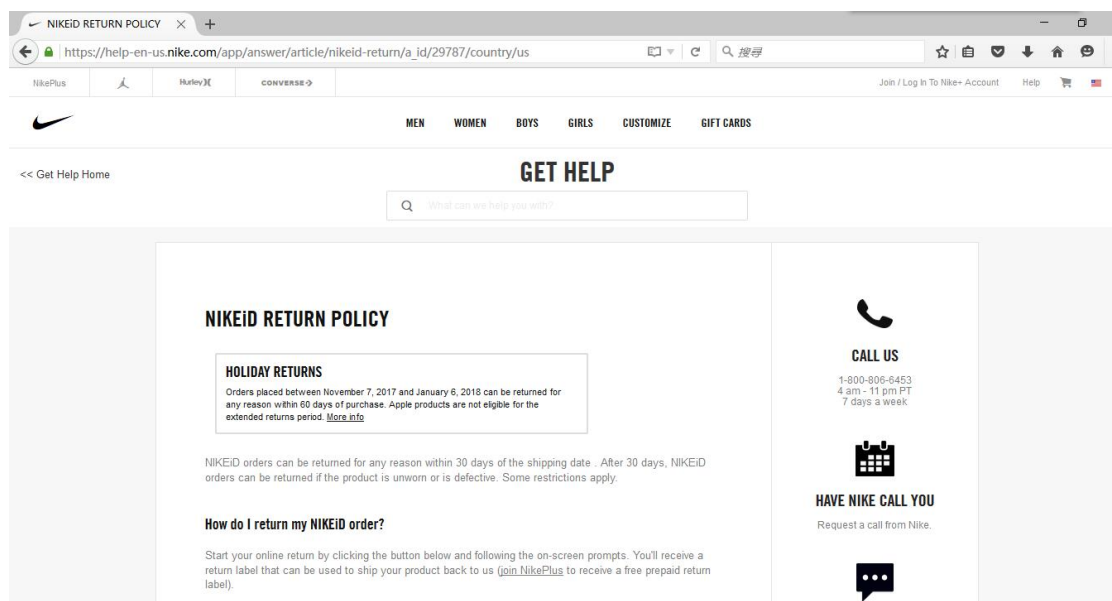 NIKEiD RETURN POLICY
https://help-en-us.nike.com/app/answer/article/nikeid-return/a_id/29787/country/us
搜尋
NikePlus
Hurley
CONVERSE
Join / Log In To Nike+ Account
Help
MEN WOMEN BOYS GIRLS CUSTOMIZE GIFT CARDS
<< Get Help Home
GET HELP
What can we help you with?
NIKEiD RETURN POLICY
HOLIDAY RETURNS
Orders placed between November 7, 2017 and January 6, 2018 can be returned for
any reason within 60 days of purchase. Apple products are not eligible for the
extended returns period. More info
NIKEiD orders can be returned for any reason within 30 days of the shipping date . After 30 days, NIKEiD
orders can be returned if the product is unworn or is defective. Some restrictions apply.
How do I return my NIKEiD order?
Start your online return by clicking the button below and following the on-screen prompts. You'll receive a
return label that can be used to ship your product back to us (join NikePlus to receive a free prepaid return
label).
CALL US
1-800-806-6453
4 am - 11 pm PT
7 days a week
HAVE NIKE CALL YOU
Request a call from Nike.